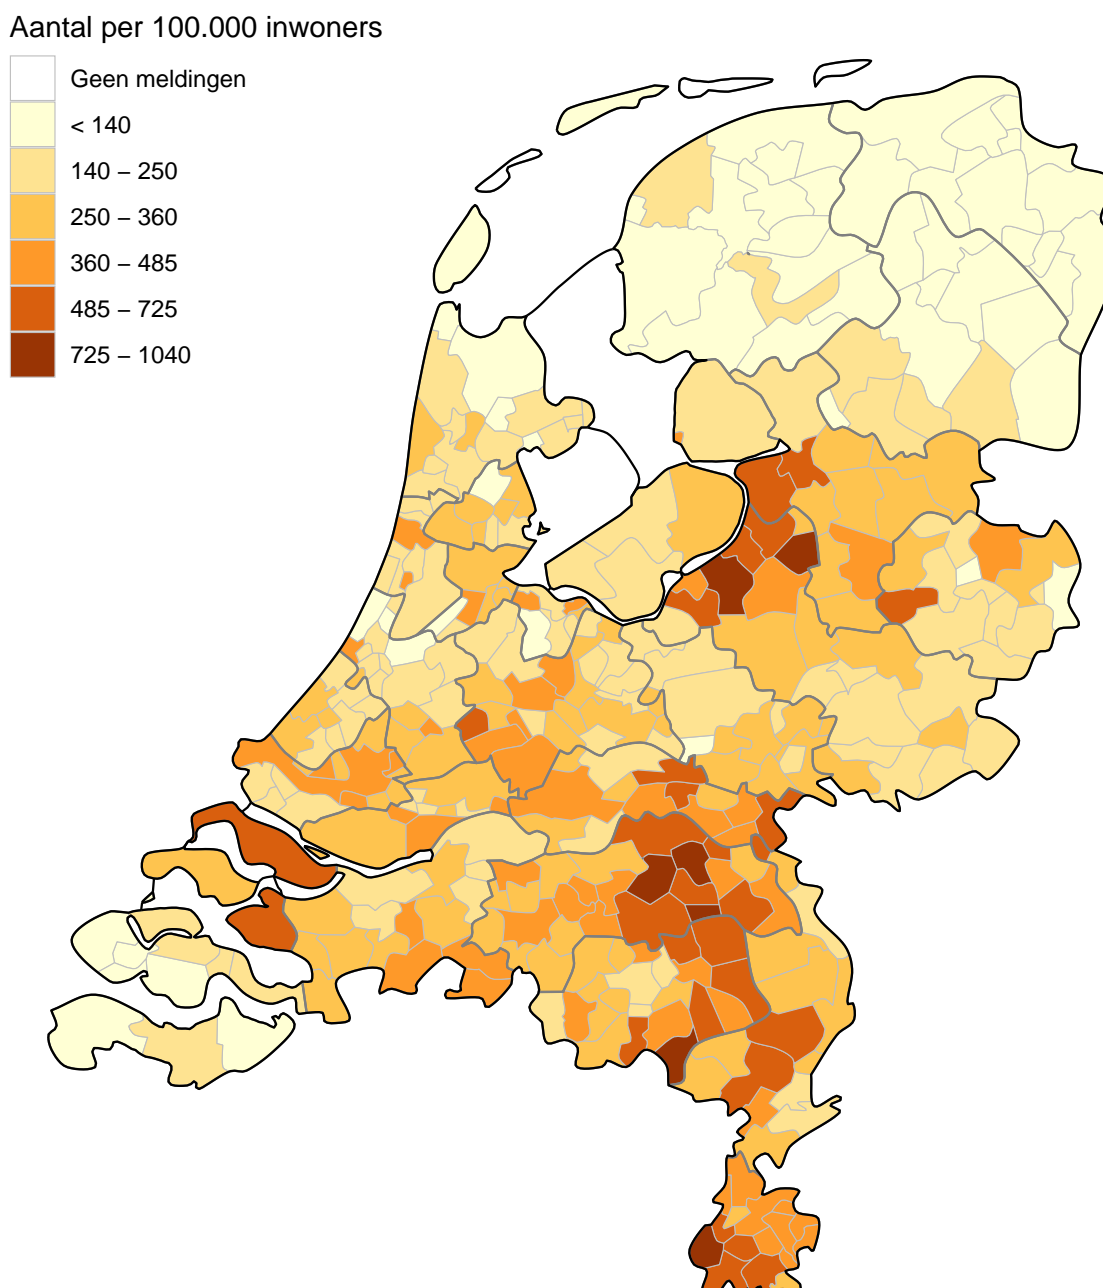 Aantal per 100.000 inwoners
Geen meldingen
< 140
140 – 250
250 – 360
360 – 485
485 – 725
725 – 1040